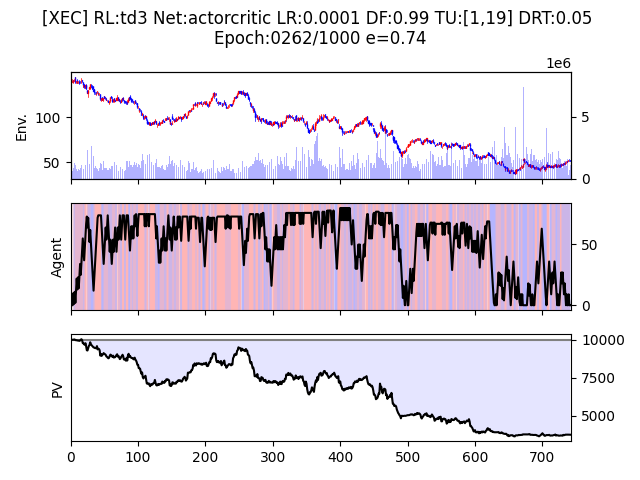 [XEC] RL:td3 Net:actorcritic LR:0.0001 DF:0.99 TU:[1,19] DRT:0.05
Epoch:0262/1000 e=0.74
1e6
Env.
100
50
5
0
Agent
50
0
PV
10000
7500
5000
0 100 200 300 400 500 600 700